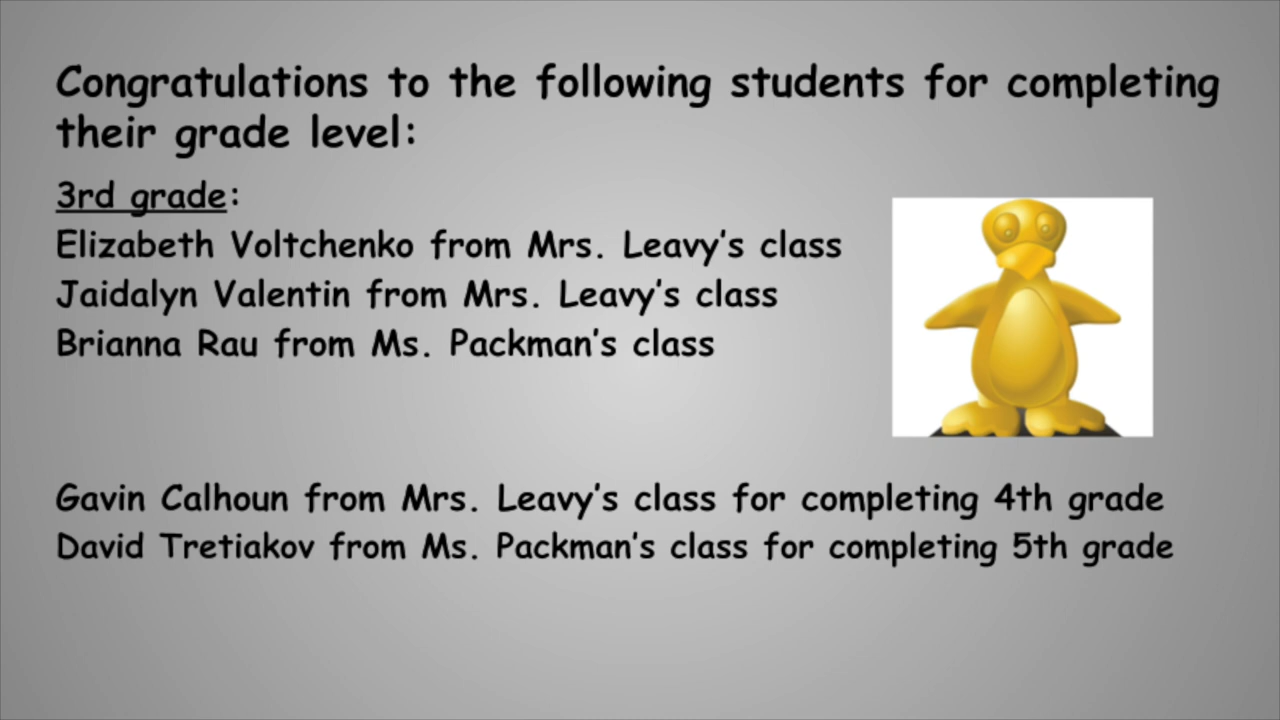 Congratulations to the following students for completing
their grade level:
3rd grade:
Elizabeth Voltchenko from Mrs. Leavy's class
Jaidalyn Valentin from Mrs. Leavy's class
Brianna Rau from Ms. Packman's class
Gavin Calhoun from Mrs. Leavy's class for completing 4th grade
David Tretiakov from Ms. Packman's class for completing 5th grade